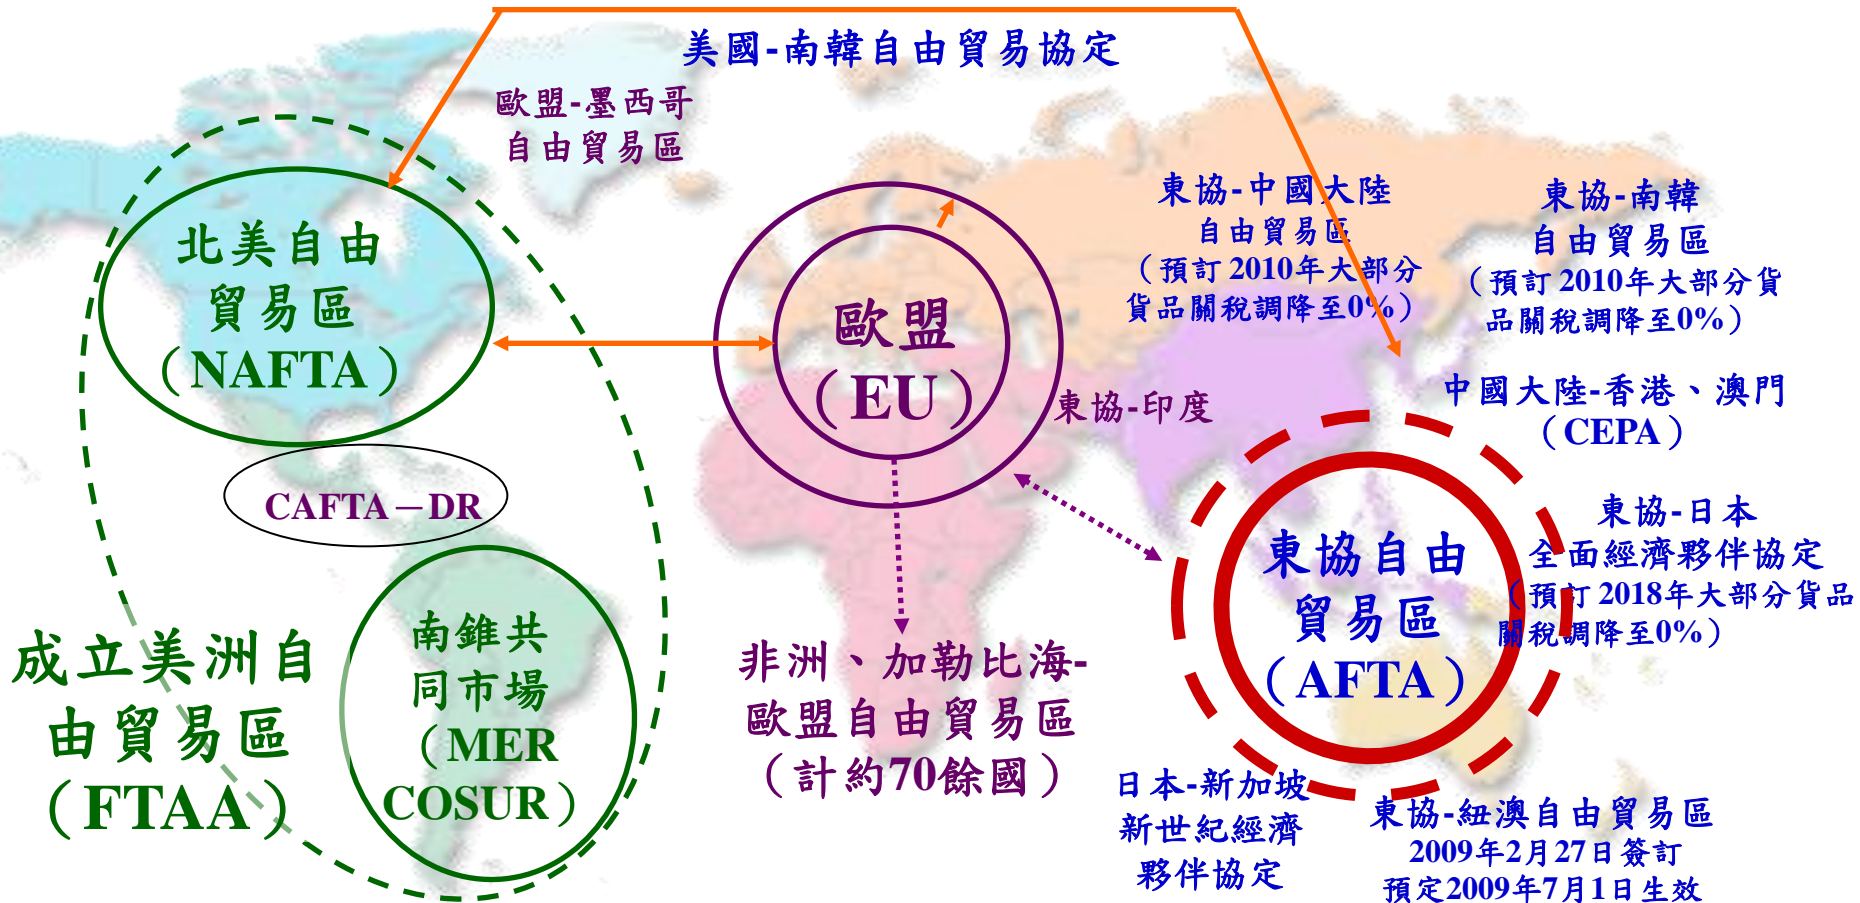 美國-南韓自由貿易協定
歐盟-墨西哥
自由貿易區
北美自由
貿易區
（NAFTA）
CAFTA－DR
南錐共
同市場
（MER
COSUR）
成立美洲自
由貿易區
（FTAA）
歐盟
（EU）
非洲、加勒比海-
歐盟自由貿易區
（計約70餘國）
東協-中國大陸
自由貿易區
（預訂2010年大部分
貨品關稅調降至0%）
東協-南韓
自由貿易區
（預訂2010年大部分貨
品關稅調降至0%）
東協-印度
中國大陸-香港、澳門
（CEPA）
東協自由
貿易區
（AFTA）
東協-日本
全面經濟夥伴協定
（預訂2018年大部分貨品
關稅調降至0%）
日本-新加坡
新世紀經濟
夥伴協定
東協-紐澳自由貿易區
2009年2月27日簽訂
預定2009年7月1日生效